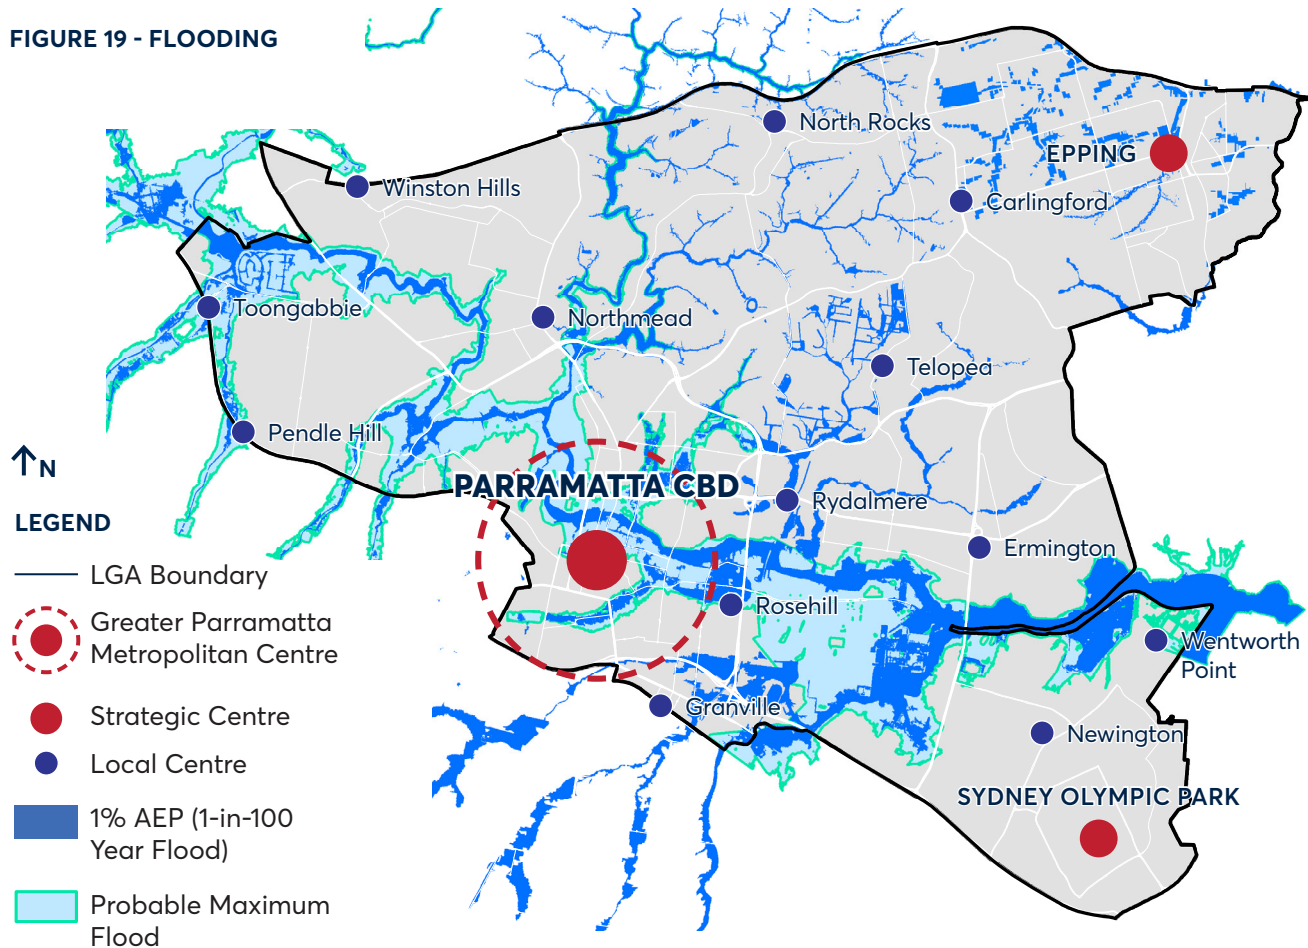 FIGURE 19 - FLOODING
North Rocks
EPPING
Winston Hills
Carlingford
Toongabbie
Northmead
Telopea
Pendle Hill
N
PARRAMATTA CBD
Rydalmere
LEGEND
Ermington
LGA Boundary
Rosehill
Greater Parramatta
Metropolitan Centre
Wentworth
Point
Strategic Centre
Granville
Newington
Local Centre
SYDNEY OLYMPIC PARK
1% AEP (1-in-100
Year Flood)
Probable Maximum
Flood